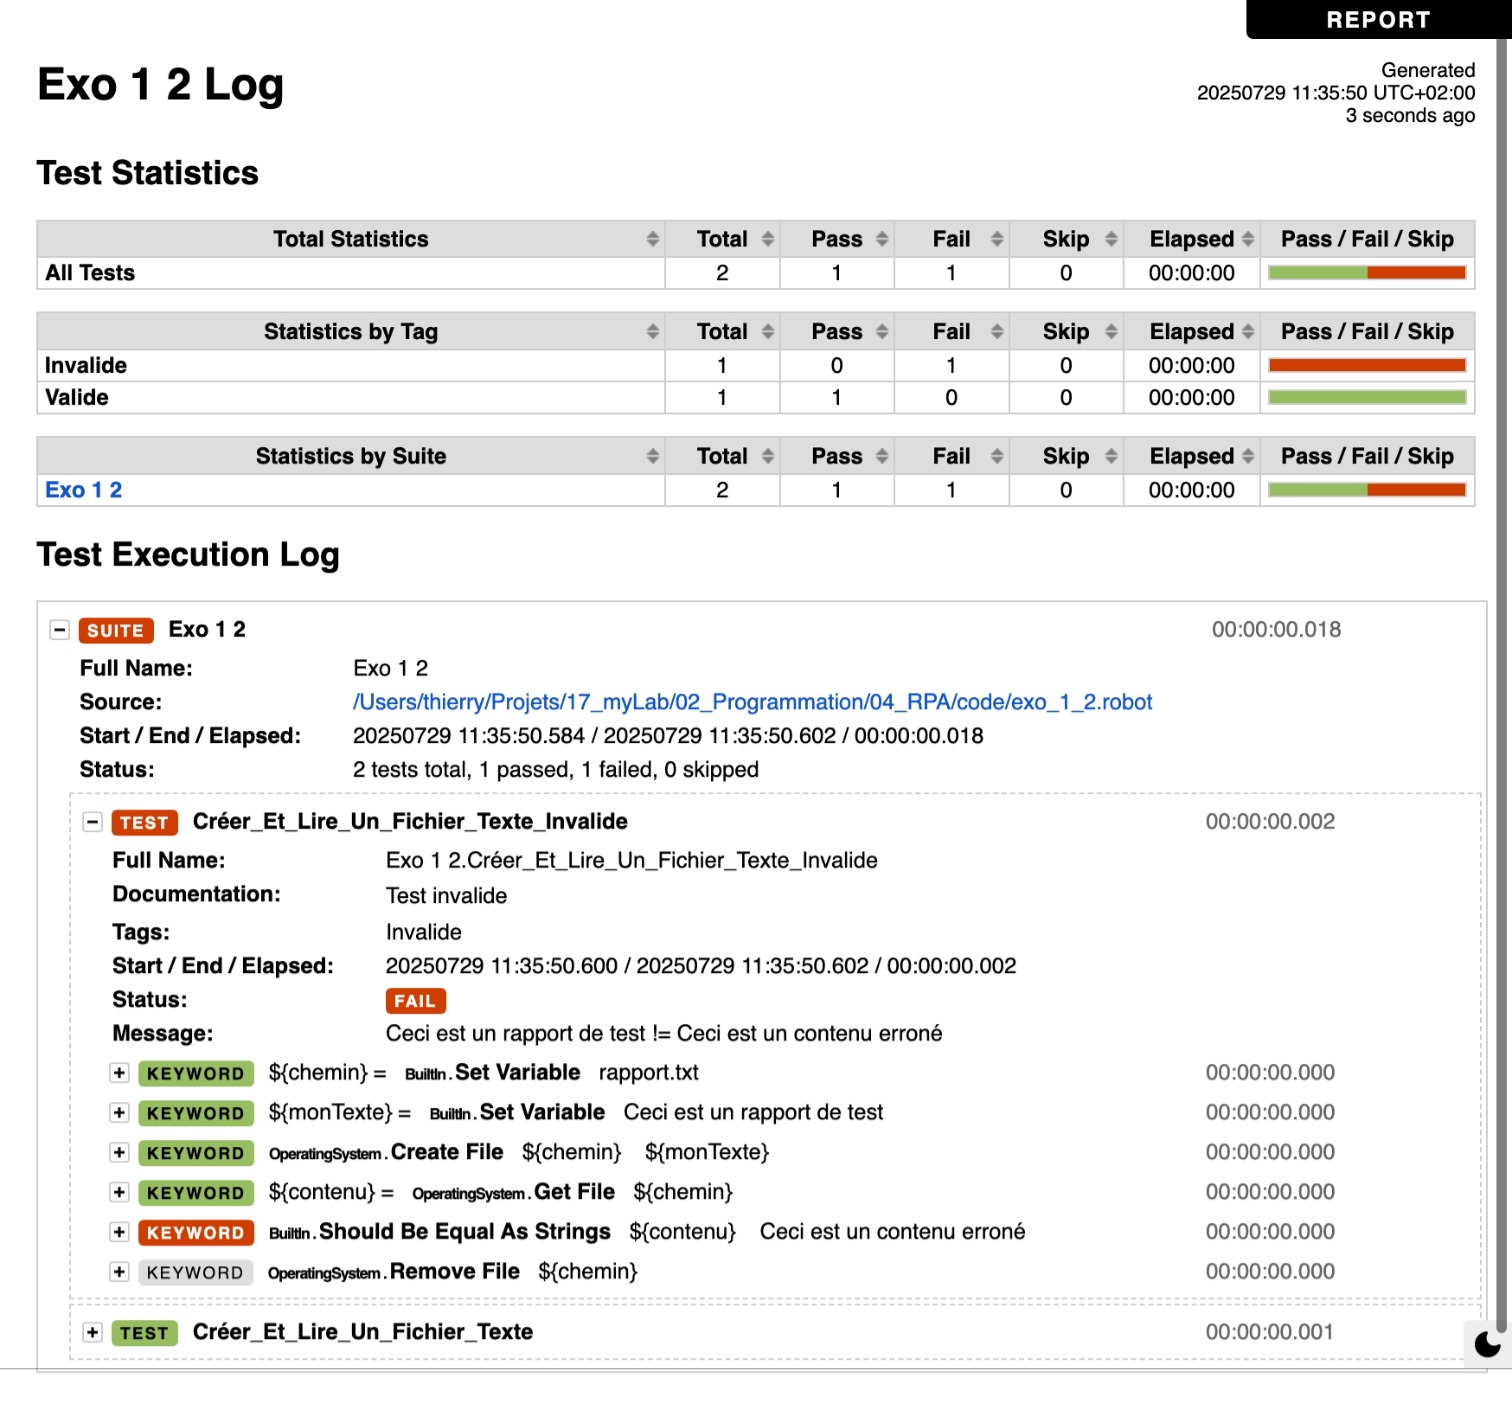 REPORT
Exo 1 2 Log
Generated
20250729 11:35:50 UTC+02:00
3 seconds ago
Test Statistics
Total Statistics Total Pass Fail Skip Elapsed Pass / Fail / Skip
All Tests 2 1 1 0 00:00:00
Statistics by Tag Total Pass Fail Skip Elapsed Pass / Fail / Skip
Invalide 1 0 1 0 00:00:00
Valide 1 1 0 0 00:00:00
Statistics by Suite Total Pass Fail Skip Elapsed Pass / Fail / Skip
Exo 1 2 2 1 1 0 00:00:00
Test Execution Log
SUITE Exo 1 2 00:00:00.018
Full Name: Exo 1 2
Source: /Users/thierry/Projets/17_myLab/02_Programmation/04_RPA/code/exo_1_2.robot
Start / End / Elapsed: 20250729 11:35:50.584 / 20250729 11:35:50.602 / 00:00:00.018
Status: 2 tests total, 1 passed, 1 failed, 0 skipped
TEST Créer_Et_Lire_Un_Fichier_Texte_Invalide 00:00:00.002
Full Name: Exo 1 2.Créer_Et_Lire_Un_Fichier_Texte_Invalide
Documentation: Test invalide
Tags: Invalide
Start / End / Elapsed: 20250729 11:35:50.600 / 20250729 11:35:50.602 / 00:00:00.002
Status: FAIL
Message: Ceci est un rapport de test != Ceci est un contenu erroné
KEYWORD ${chemin} = BuiltIn.Set Variable rapport.txt 00:00:00.000
KEYWORD ${monTexte} = BuiltIn.Set Variable Ceci est un rapport de test 00:00:00.000
KEYWORD OperatingSystem.Create File ${chemin} ${monTexte} 00:00:00.000
KEYWORD ${contenu} = OperatingSystem.Get File ${chemin} 00:00:00.000
KEYWORD BuiltIn.Should Be Equal As Strings ${contenu} Ceci est un contenu erroné 00:00:00.000
KEYWORD OperatingSystem.Remove File ${chemin} 00:00:00.000
TEST Créer_Et_Lire_Un_Fichier_Texte 00:00:00.001